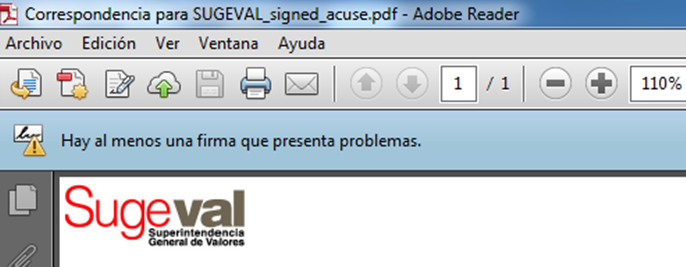 Correspondencia para SUGEVAL_signed_acuse.pdf - Adobe Reader
Archivo Edición Ver Ventana Ayuda
1 / 1 110%
Hay al menos una firma que presenta problemas.
Sugeval
Superintendencia
General de Valores